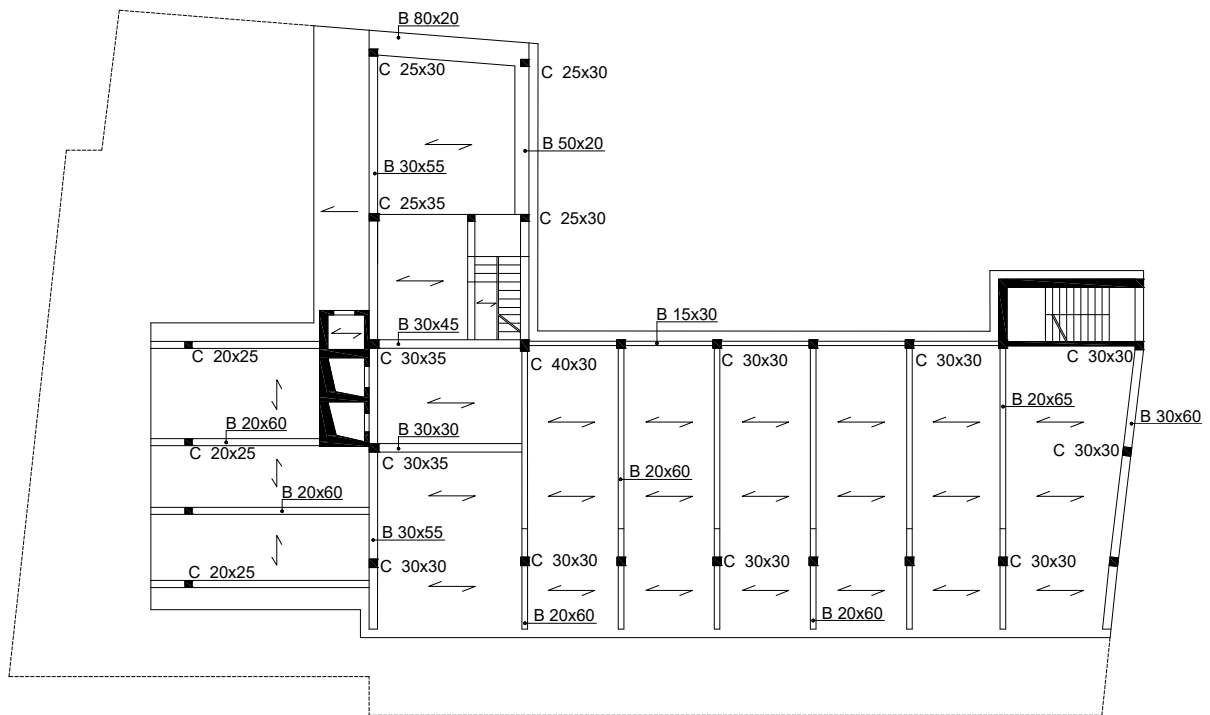 B 80x20
C 25x30
C 25x30
B 50x20
B 30x55
C 25x35
C 25x30
B 15x30
B 30x45
C 20x25
C 30x35
C 40x30
C 30x30
C 30x30
C 30x30
B 20x65
B 20x60
B 30x60
B 30x30
C 20x25
C 30x35
C 30x30
B 20x60
B 20x60
B 30x55
C 20x25
C 30x30
C 30x30
C 30x30
C 30x30
B 20x60
B 20x60